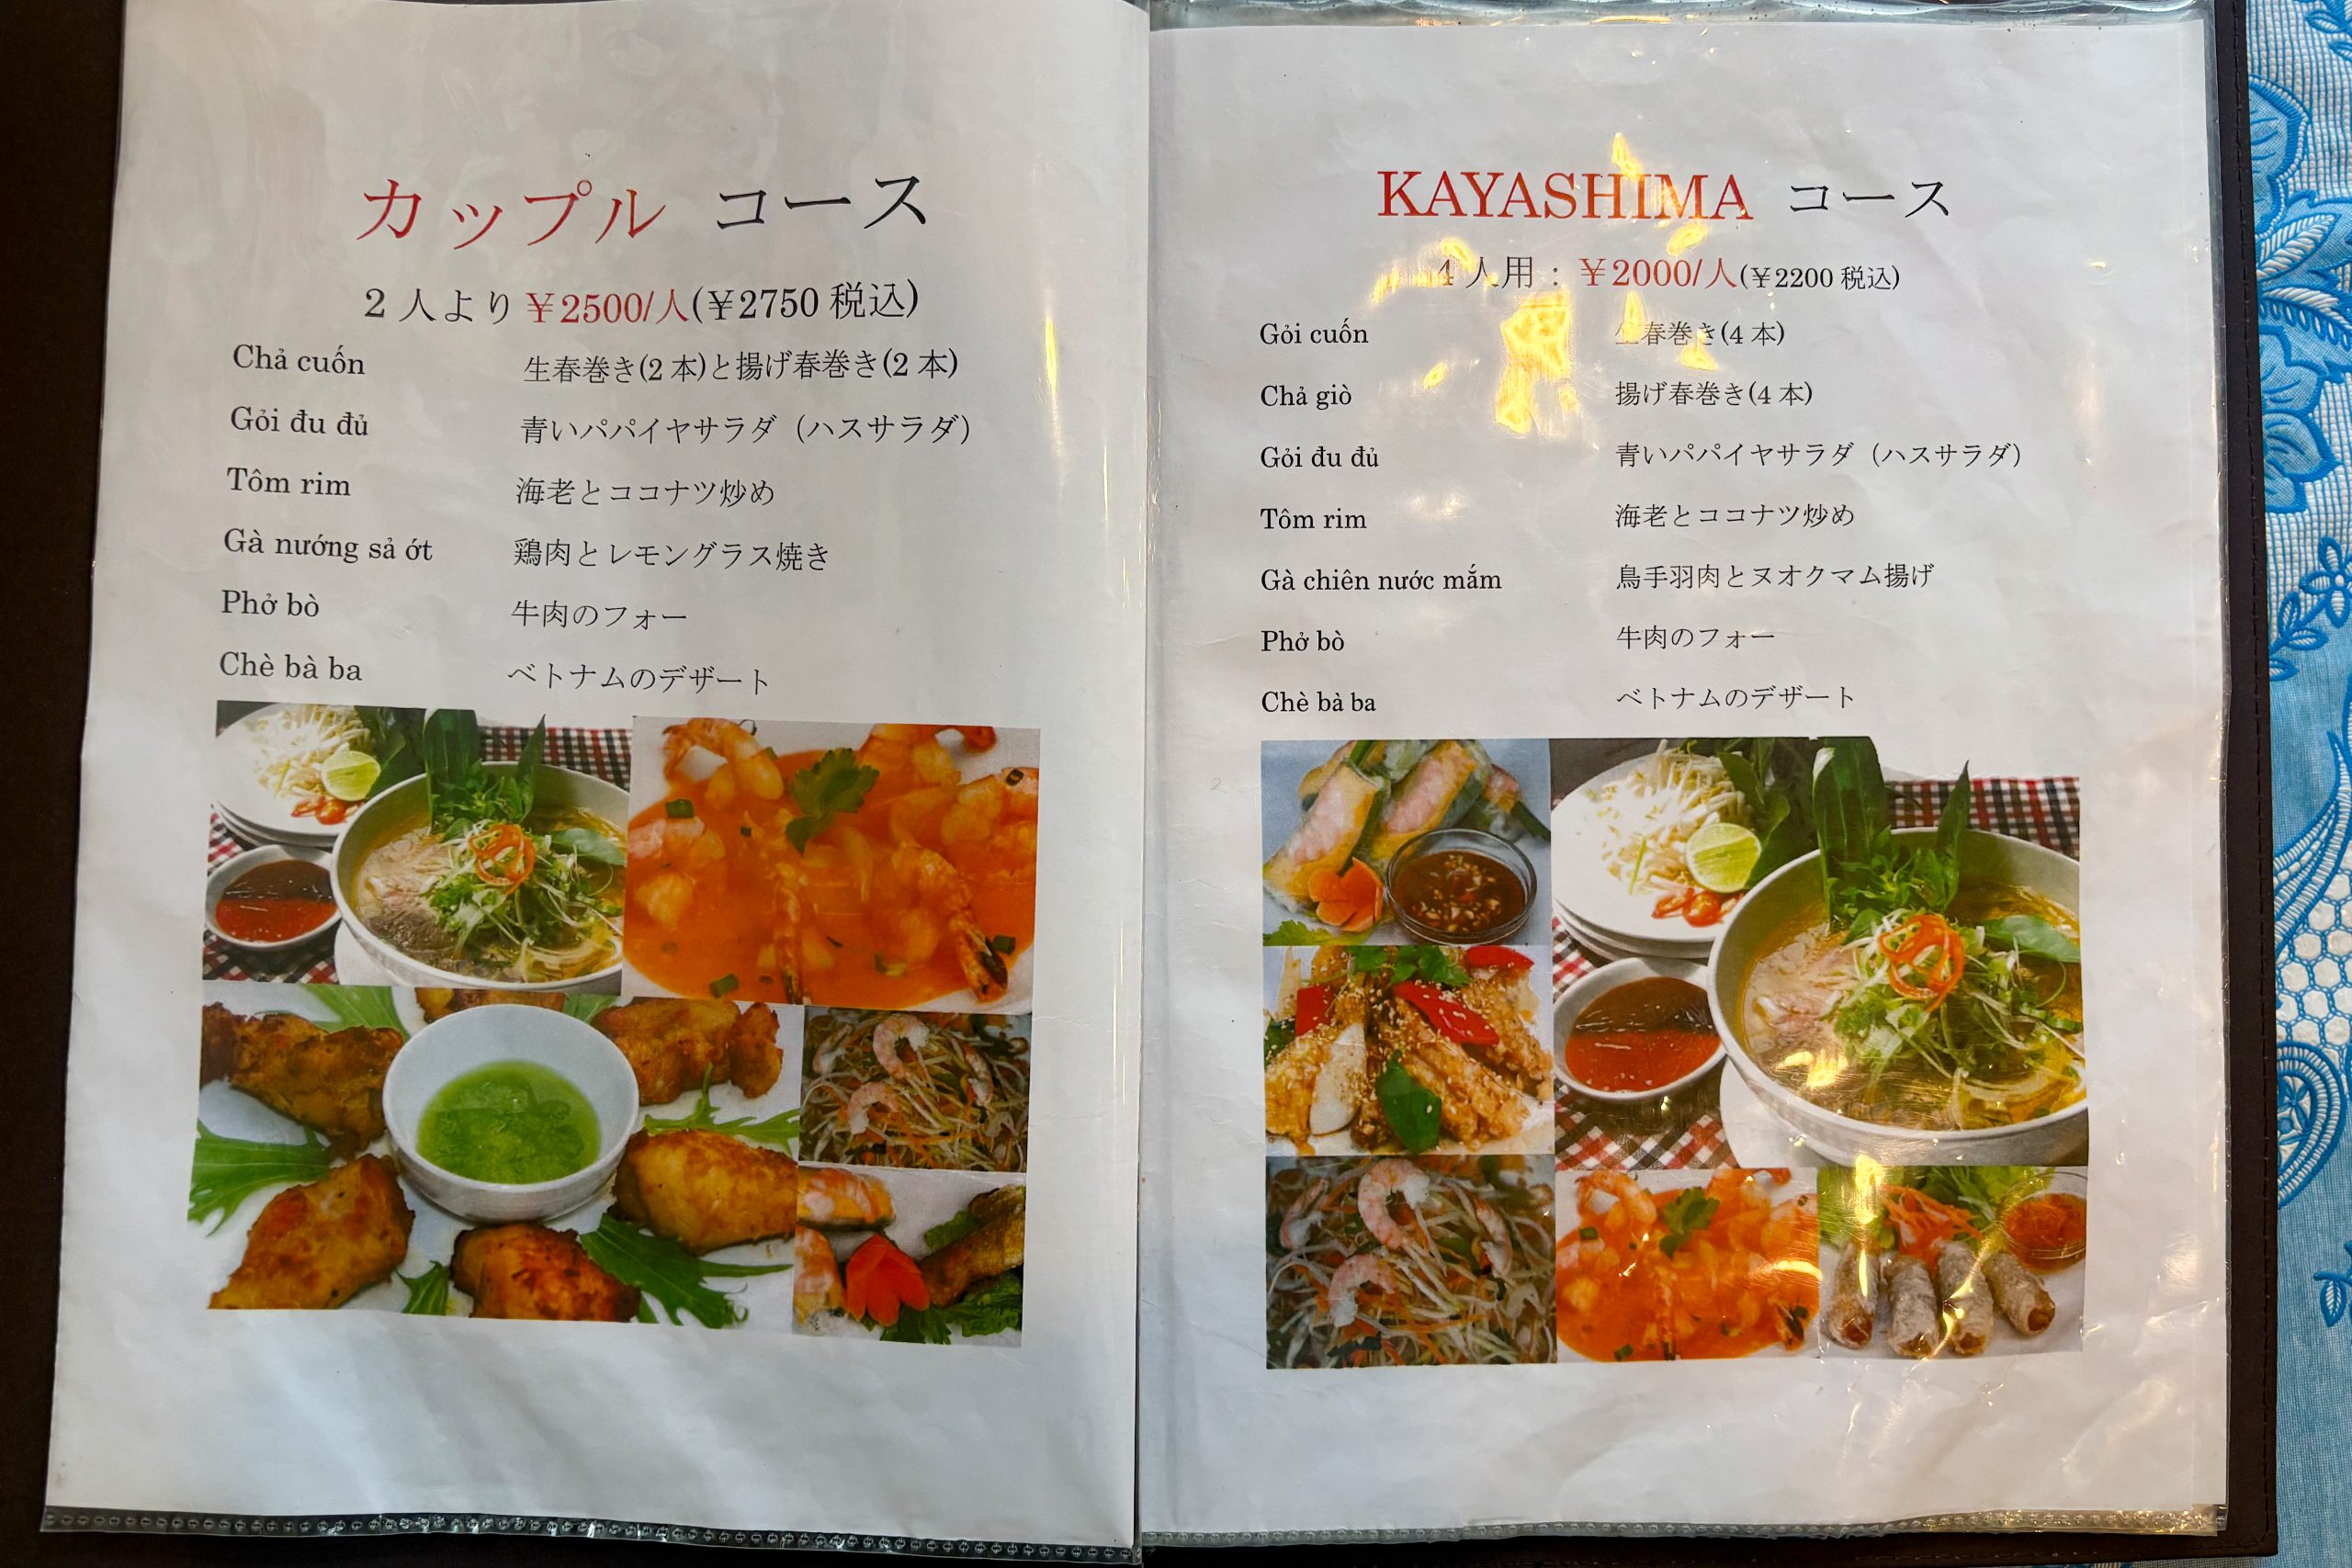 カップル コース
2人より¥2500/人(¥2750 税込)
Chả cuốn 生春巻き(2 本)と揚げ春巻き(2 本)
Gỏi đu đủ 青いパパイヤサラダ（ハスサラダ）
Tôm rim 海老とココナツ炒め
Gà nướng sả ớt 鶏肉とレモングラス焼き
Phở bò 牛肉のフォー
Chè bà ba ベトナムのデザート
KAYASHIMA コース
4 人用：¥2000/人(¥2200 税込)
Gỏi cuốn 生春巻き(4 本)
Chả giò 揚げ春巻き(4 本)
Gỏi đu đủ 青いパパイヤサラダ（ハスサラダ）
Tôm rim 海老とココナツ炒め
Gà chiên nước mắm 鳥手羽肉とヌオクマム揚げ
Phở bò 牛肉のフォー
Chè bà ba ベトナムのデザート